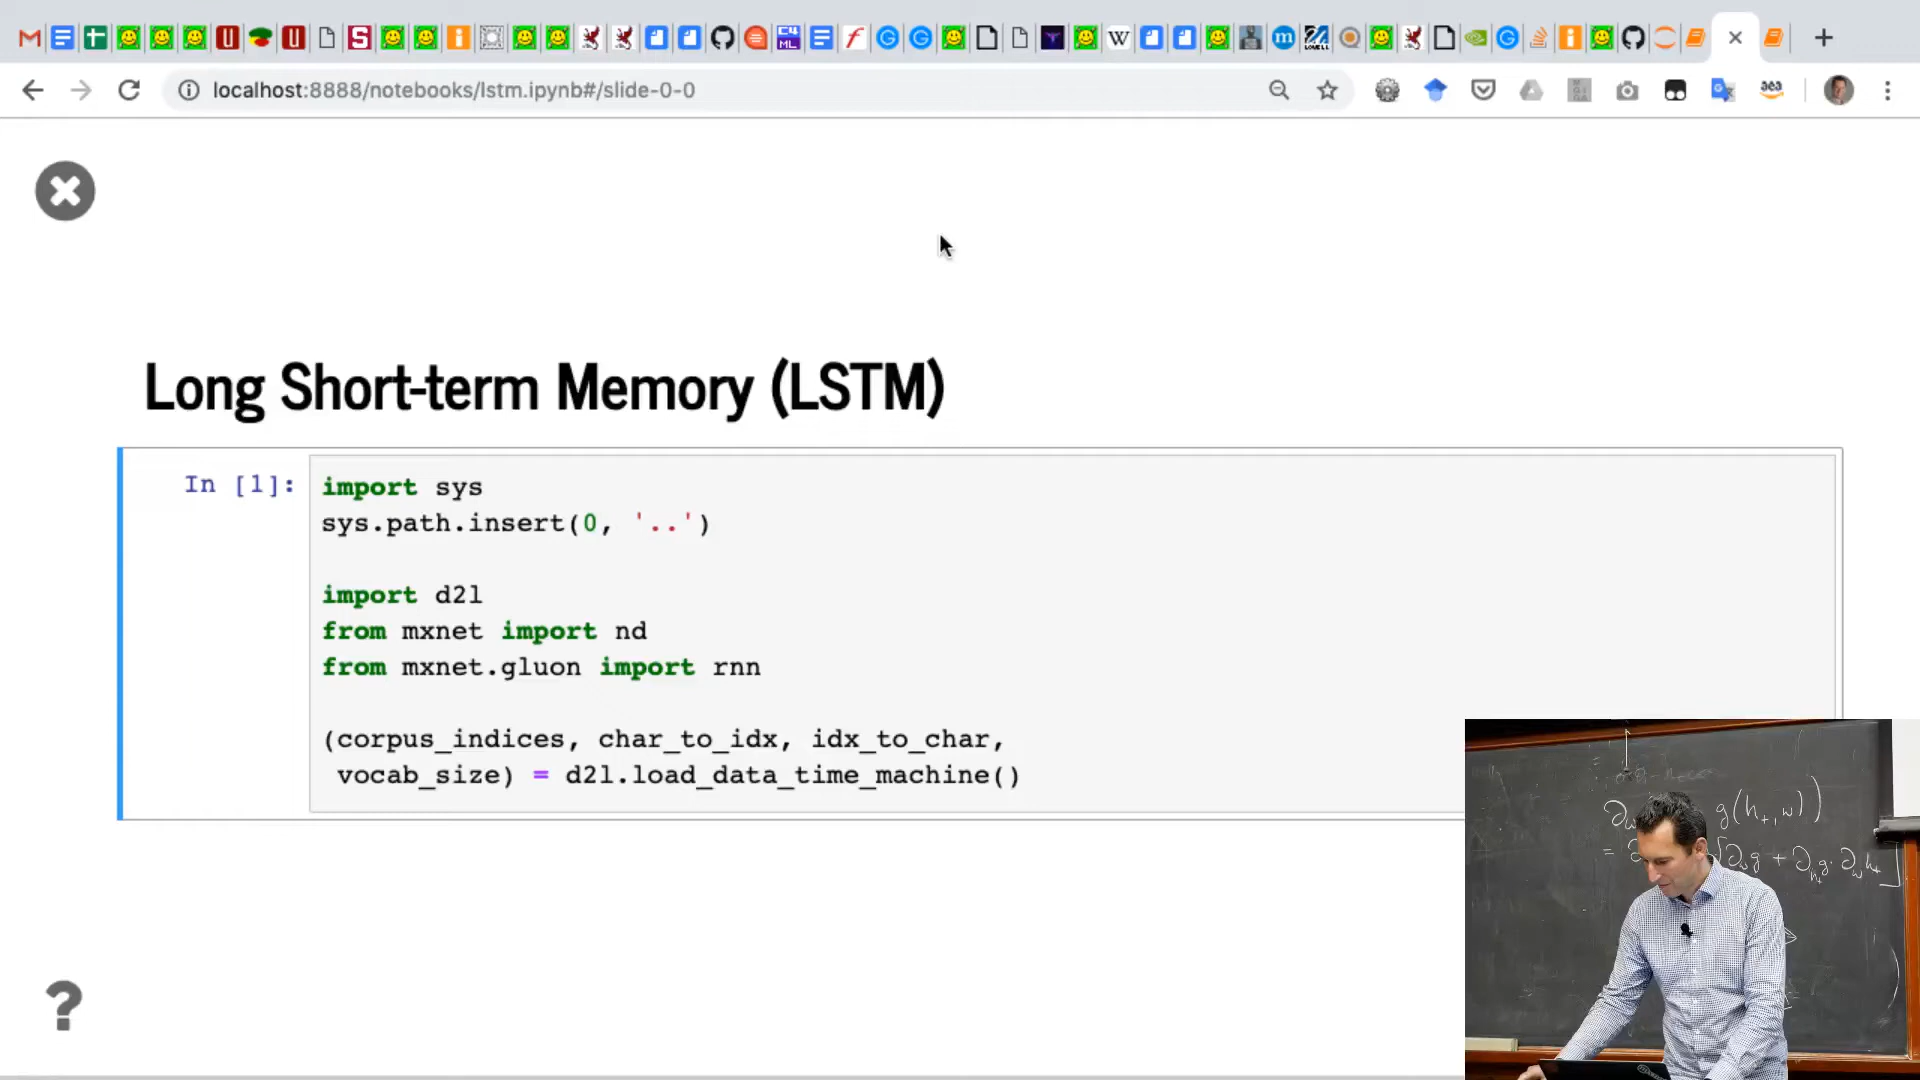 localhost:8888/notebooks/lstm.ipynb#/slide-0-0
Long Short-term Memory (LSTM)
In [1]:
import sys
sys.path.insert(0, '..')
import d2l
from mxnet import nd
from mxnet.gluon import rnn
(corpus_indices, char_to_idx, idx_to_char,
vocab_size) = d2l.load_data_time_machine()
?
g(h_t, w))